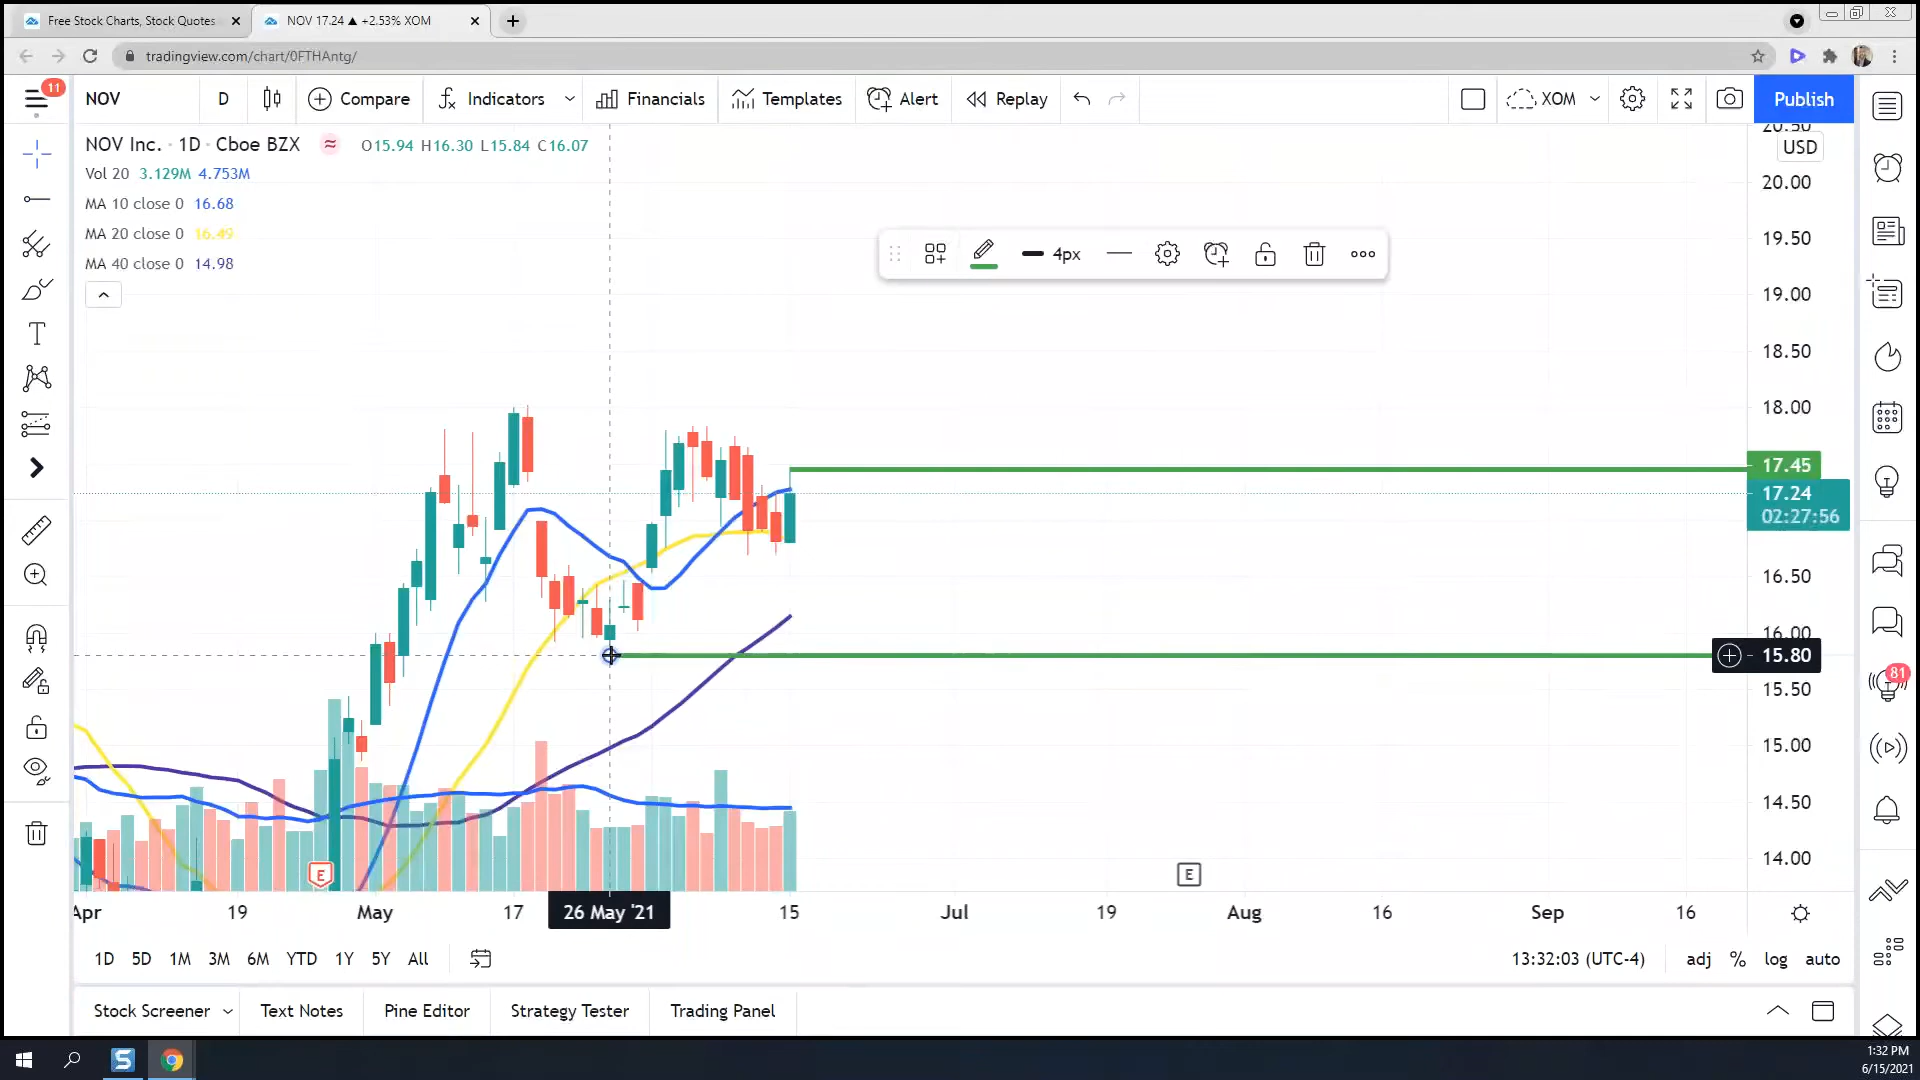 Free Stock Charts, Stock Quotes
NOV 17.24 ▲ +2.53% XOM
tradingview.com/chart/0FTHAntg/
11
NOV
D
Compare
Indicators
Financials
Templates
Alert
Replay
XOM
Publish
NOV Inc. · 1D · Cboe BZX
O15.94 H16.30 L15.84 C16.07
Vol 20 3.129M 4.753M
MA 10 close 0 16.68
MA 20 close 0 16.49
MA 40 close 0 14.98
4px
20.50
USD
20.00
19.50
19.00
18.50
18.00
17.45
17.24
02:27:56
16.50
16.00
15.80
15.50
15.00
14.50
14.00
81
E
E
Apr
19
May
17
26 May '21
15
Jul
19
Aug
16
Sep
16
1D 5D 1M 3M 6M YTD 1Y 5Y All
13:32:03 (UTC-4)
adj % log auto
Stock Screener
Text Notes
Pine Editor
Strategy Tester
Trading Panel
S
1:32 PM
6/15/2021